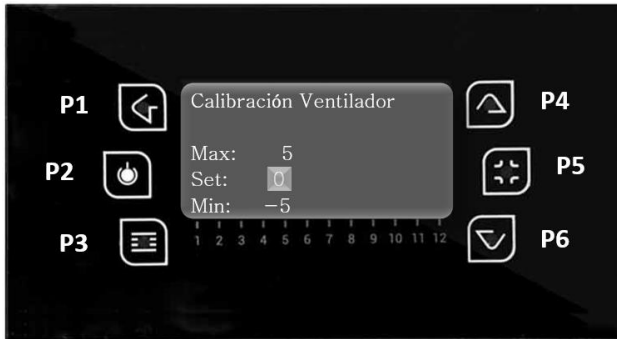 P1
P2
P3
Calibración Ventilador
Max: 5
Set: 0
Min: −5
1 2 3 4 5 6 7 8 9 10 11 12
P4
P5
P6